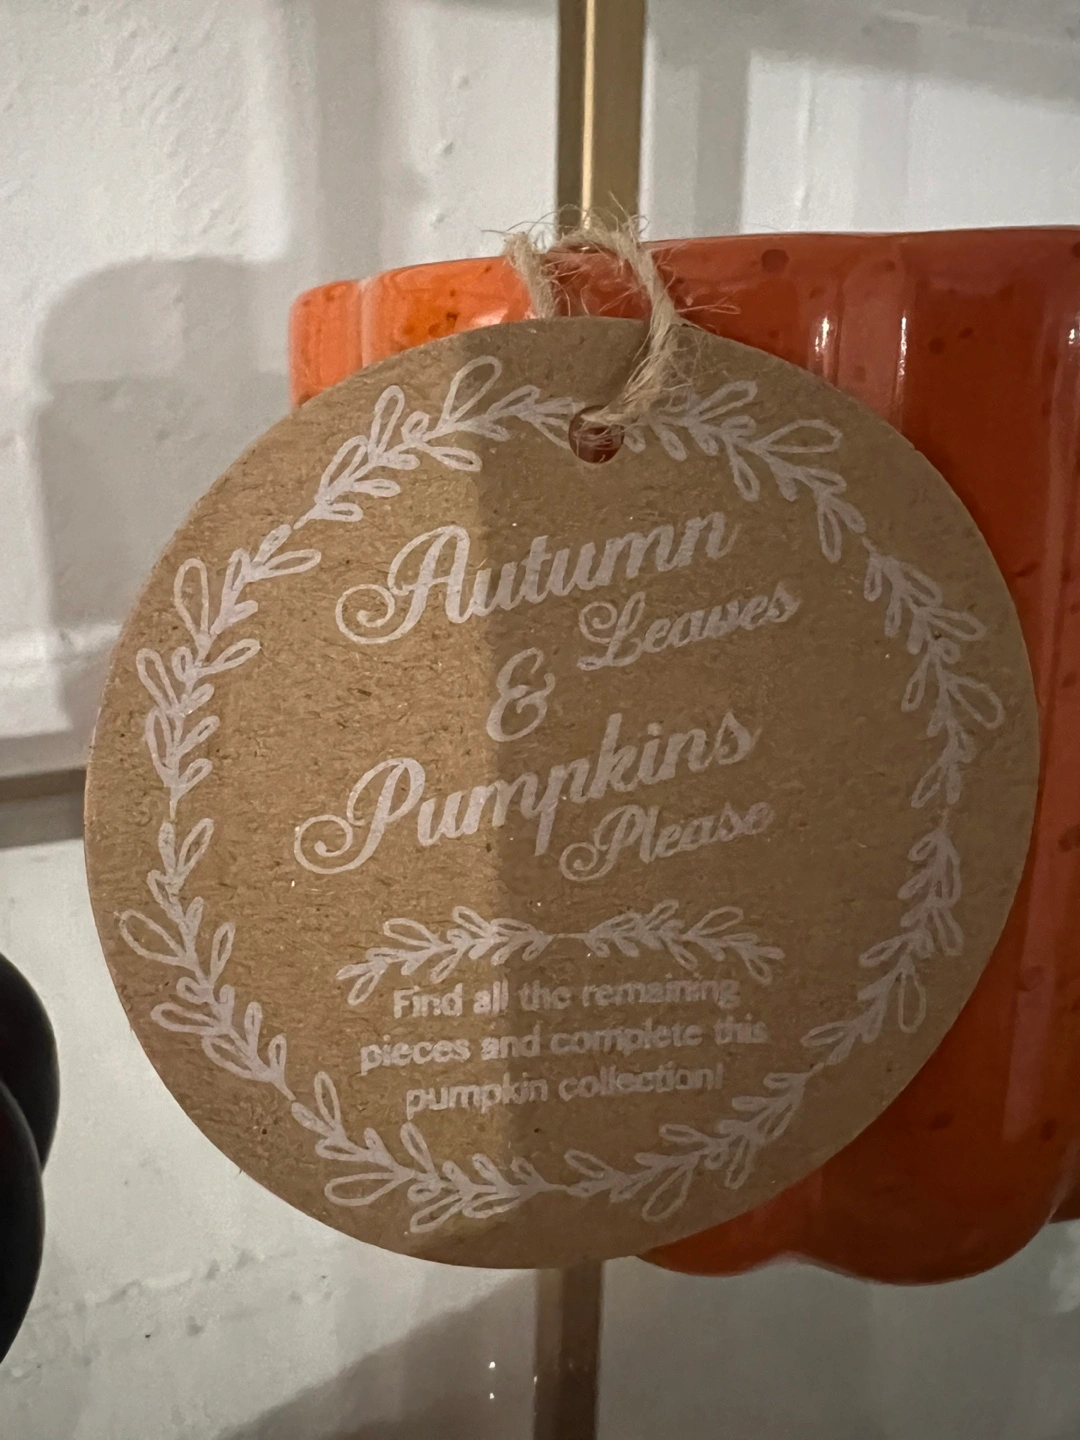 Autumn
Leaves
&
Pumpkins
Please
Find all the remaining
pieces and complete this
pumpkin collection!